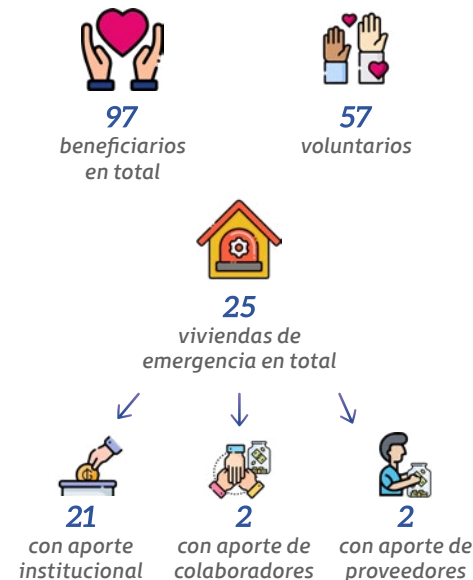 97
beneficiarios
en total
57
voluntarios
25
viviendas de
emergencia en total
21
con aporte
institucional
2
con aporte de
colaboradores
2
con aporte de
proveedores